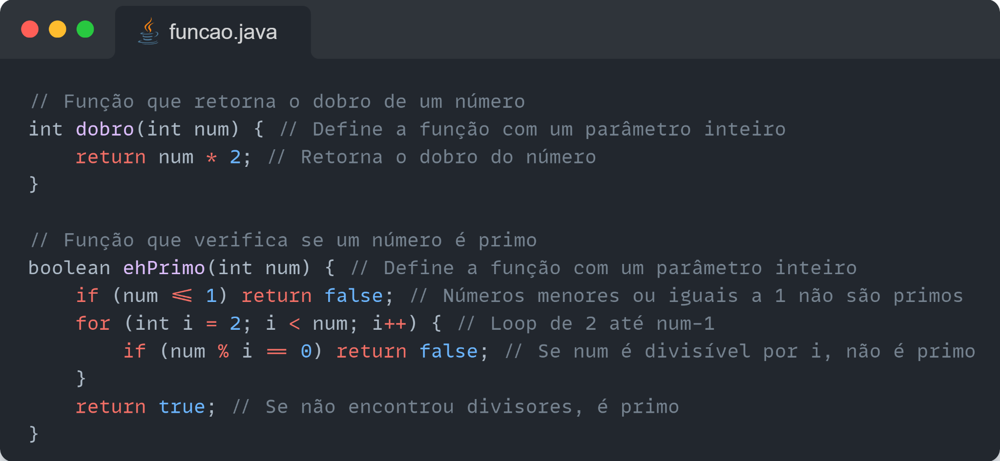 funcao.java
// Função que retorna o dobro de um número
int dobro(int num) { // Define a função com um parâmetro inteiro
    return num * 2; // Retorna o dobro do número
}
// Função que verifica se um número é primo
boolean ehPrimo(int num) { // Define a função com um parâmetro inteiro
    if (num <= 1) return false; // Números menores ou iguais a 1 não são primos
    for (int i = 2; i < num; i++) { // Loop de 2 até num-1
        if (num % i == 0) return false; // Se num é divisível por i, não é primo
    }
    return true; // Se não encontrou divisores, é primo
}